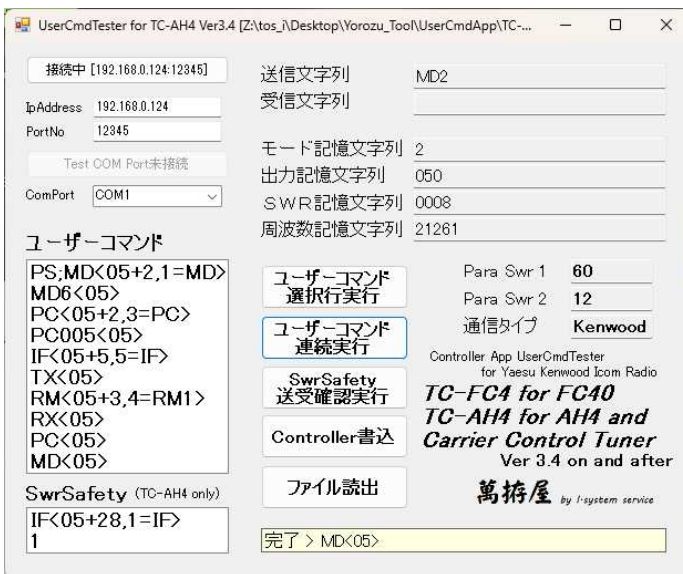 UserCmdTester for TC-AH4 Ver3.4 [Z:\tos_i\Desktop\Yorozu_Tool\UserCmdApp\TC-...
接続中 [192.168.0.124:12345]
IpAddress 192.168.0.124
PortNo 12345
Test COM Port未接続
ComPort COM1
ユーザーコマンド
PS;MD<05+2,1=MD>
MD6<05>
PC<05+2,3=PC>
PC005<05>
IF<05+5,5=IF>
TX<05>
RM<05+3,4=RM1>
RX<05>
PC<05>
MD<05>
SwrSafety (TC-AH4 only)
IF<05+28,1=IF>
1
送信文字列 MD2
受信文字列
モード記憶文字列 2
出力記憶文字列 050
ＳＷＲ記憶文字列 0008
周波数記憶文字列 21261
ユーザーコマンド
選択行実行
ユーザーコマンド
連続実行
SwrSafety
送受確認実行
Controller書込
ファイル読出
Para Swr 1 60
Para Swr 2 12
通信タイプ Kenwood
Controller App UserCmdTester
for Yaesu Kenwood Icom Radio
TC-FC4 for FC40
TC-AH4 for AH4 and
Carrier Control Tuner
Ver 3.4 on and after
萬拵屋 by I-system service
完了 > MD<05>